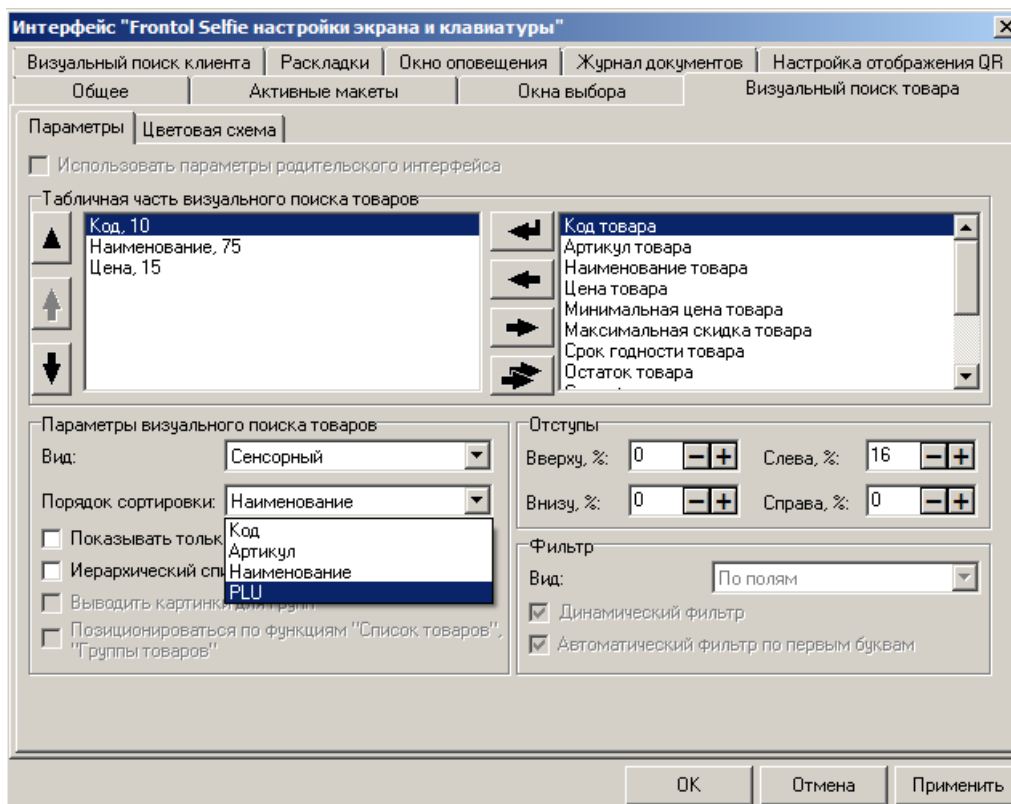 Интерфейс "Frontol Selfie настройки экрана и клавиатуры"
Визуальный поиск клиента Раскладки Окно оповещения Журнал документов Настройка отображения QR
Общее Активные макеты Окна выбора Визуальный поиск товара
Параметры Цветовая схема
Использовать параметры родительского интерфейса
Табличная часть визуального поиска товаров
Код, 10
Наименование, 75
Цена, 15
Код товара
Артикул товара
Наименование товара
Цена товара
Минимальная цена товара
Максимальная скидка товара
Срок годности товара
Остаток товара
Параметры визуального поиска товаров
Вид: Сенсорный
Порядок сортировки: Наименование
Код
Артикул
Наименование
PLU
Показывать
Иерархический
Выводить картинки для групп
Позиционироваться по функциям "Список товаров",
"Группы товаров"
Отступы
Вверху, %: 0 Слева, %: 16
Внизу, %: 0 Справа, %: 0
Фильтр
Вид: По полям
Динамический фильтр
Автоматический фильтр по первым буквам
OK Отмена Применить